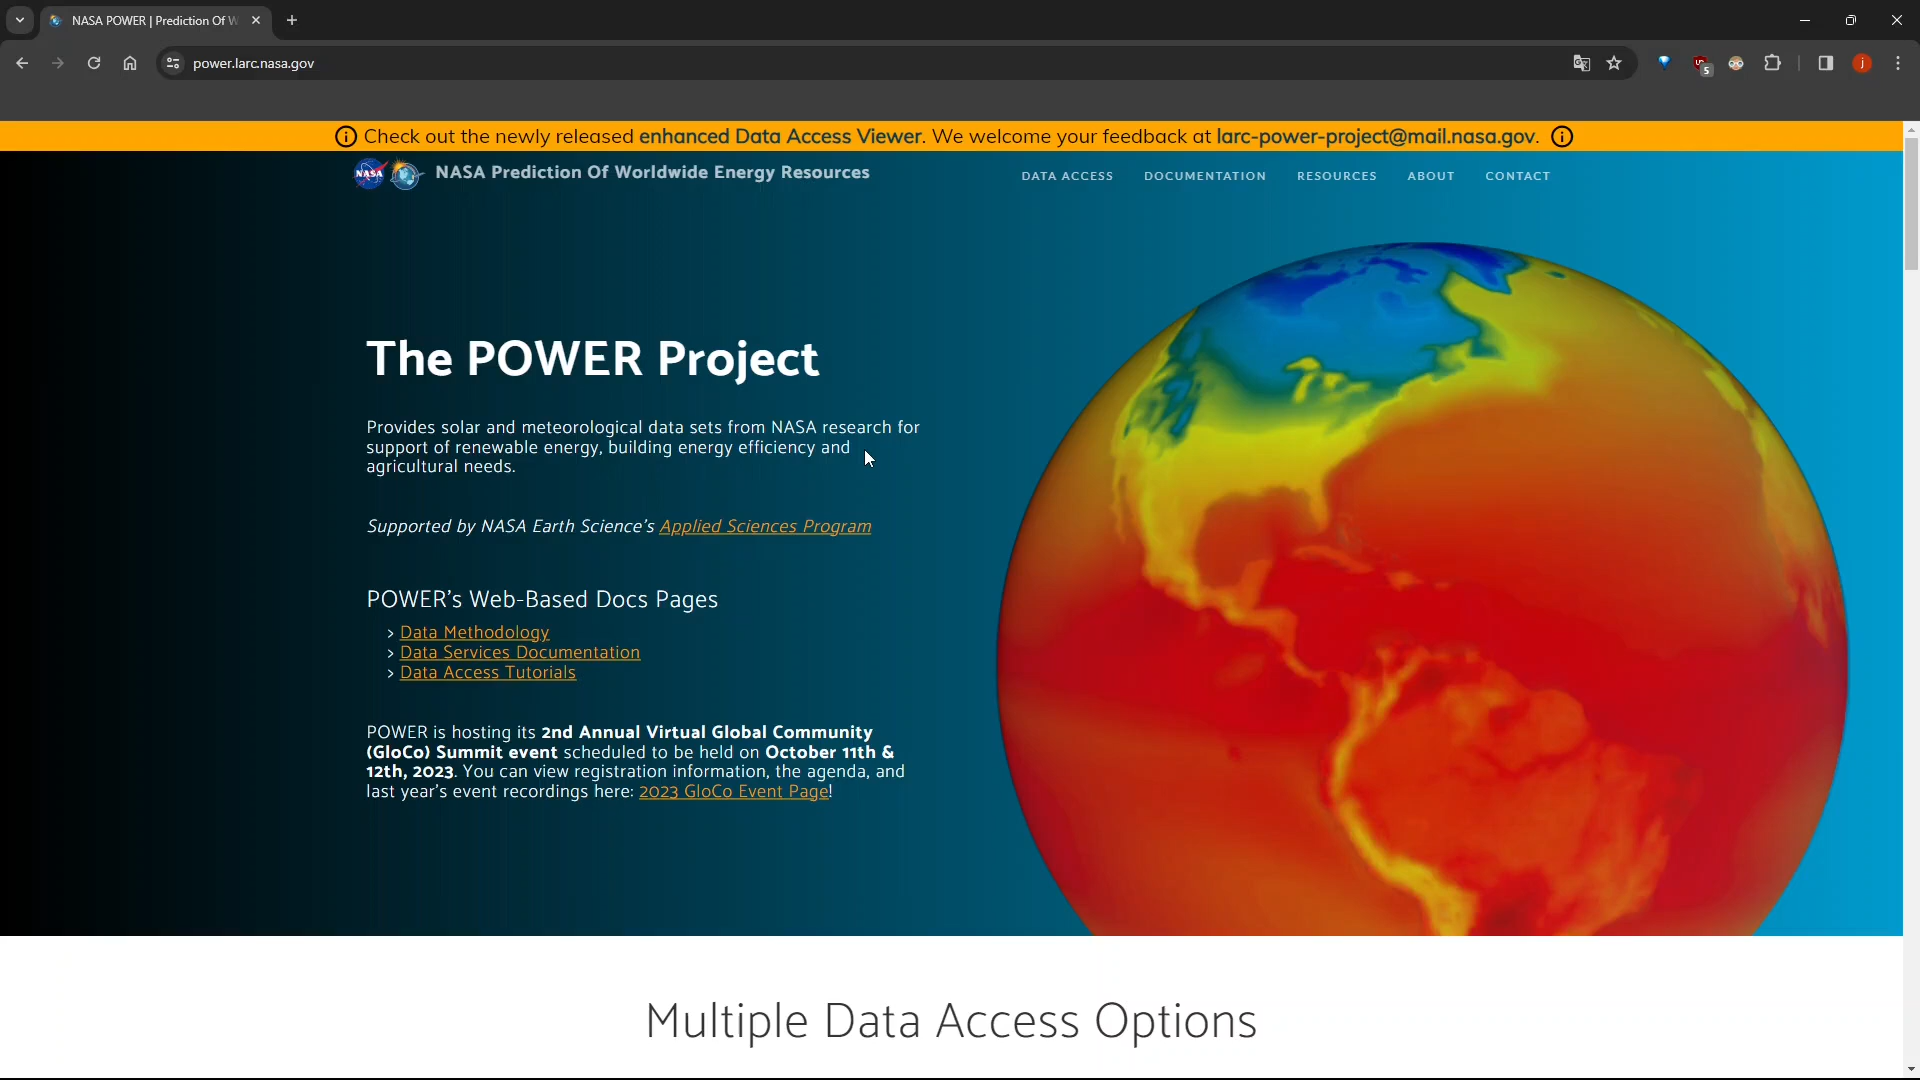 NASA POWER | Prediction Of W
power.larc.nasa.gov
5
j
Check out the newly released enhanced Data Access Viewer. We welcome your feedback at larc-power-project@mail.nasa.gov.
NASA
NASA Prediction Of Worldwide Energy Resources
DATA ACCESS DOCUMENTATION RESOURCES ABOUT CONTACT
The POWER Project
Provides solar and meteorological data sets from NASA research for
support of renewable energy, building energy efficiency and
agricultural needs.
Supported by NASA Earth Science's Applied Sciences Program
POWER's Web-Based Docs Pages
> Data Methodology
> Data Services Documentation
> Data Access Tutorials
POWER is hosting its 2nd Annual Virtual Global Community
(GloCo) Summit event scheduled to be held on October 11th &
12th, 2023. You can view registration information, the agenda, and
last year's event recordings here: 2023 GloCo Event Page!
Multiple Data Access Options